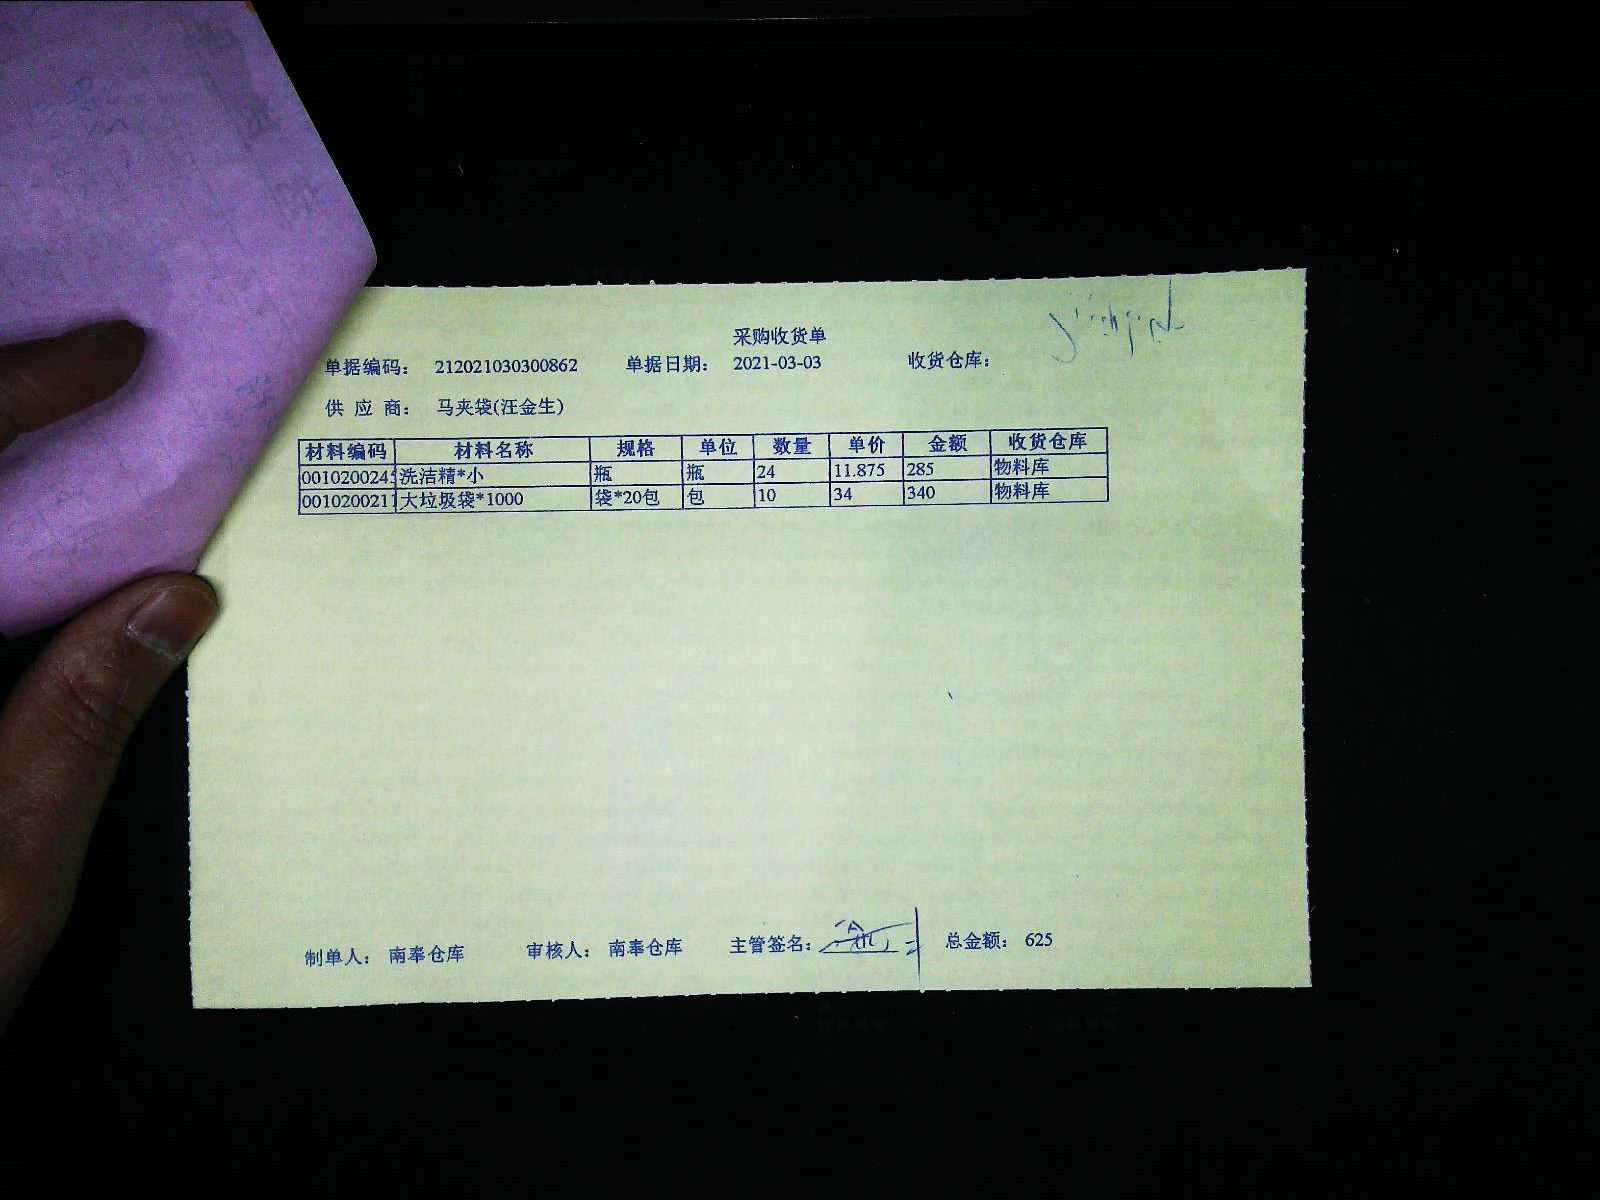 采购收货单
单据编码： 212021030300862 单据日期： 2021-03-03 收货仓库：
供 应 商： 马夹袋(汪金生)
材料编码 材料名称 规格 单位 数量 单价 金额 收货仓库
001020024 洗洁精*小 瓶 瓶 24 11.875 285 物料库
001020021 大垃圾袋*1000 袋*20包 包 10 34 340 物料库
制单人： 南奉仓库 审核人： 南奉仓库 主管签名： 总金额： 625